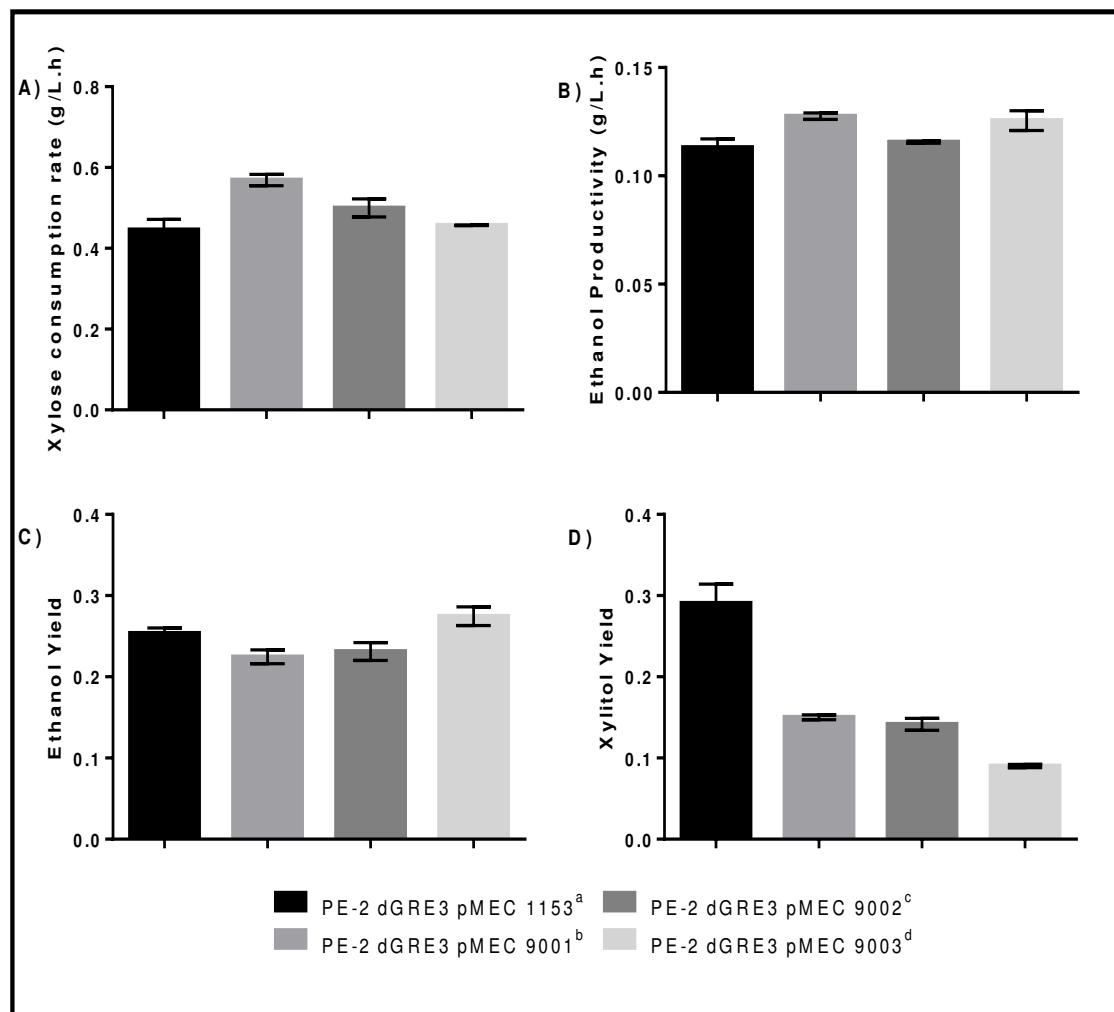 A)
Xylose consumption rate (g/L.h)
0.8
0.6
0.4
0.2
0.0
B)
Ethanol Productivity (g/L.h)
0.15
0.10
0.05
0.00
C)
Ethanol Yield
0.4
0.3
0.2
0.1
0.0
D)
Xylitol Yield
0.4
0.3
0.2
0.1
0.0
PE-2 dGRE3 pMEC 1153a
PE-2 dGRE3 pMEC 9002c
PE-2 dGRE3 pMEC 9001b
PE-2 dGRE3 pMEC 9003d